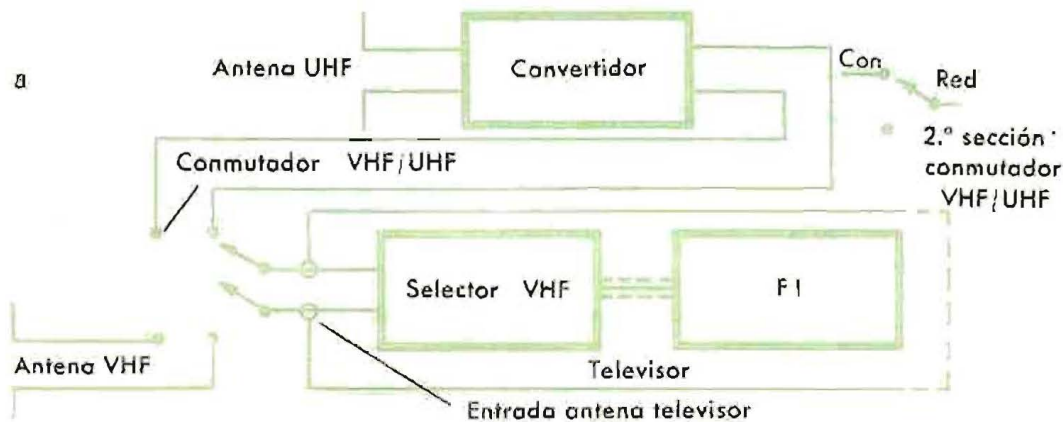 a
Antena UHF
Convertidor
Con
Red
2.º sección
conmutador
VHF/UHF
Conmutador VHF/UHF
Selector VHF
FI
Antena VHF
Televisor
Entrada antena televisor